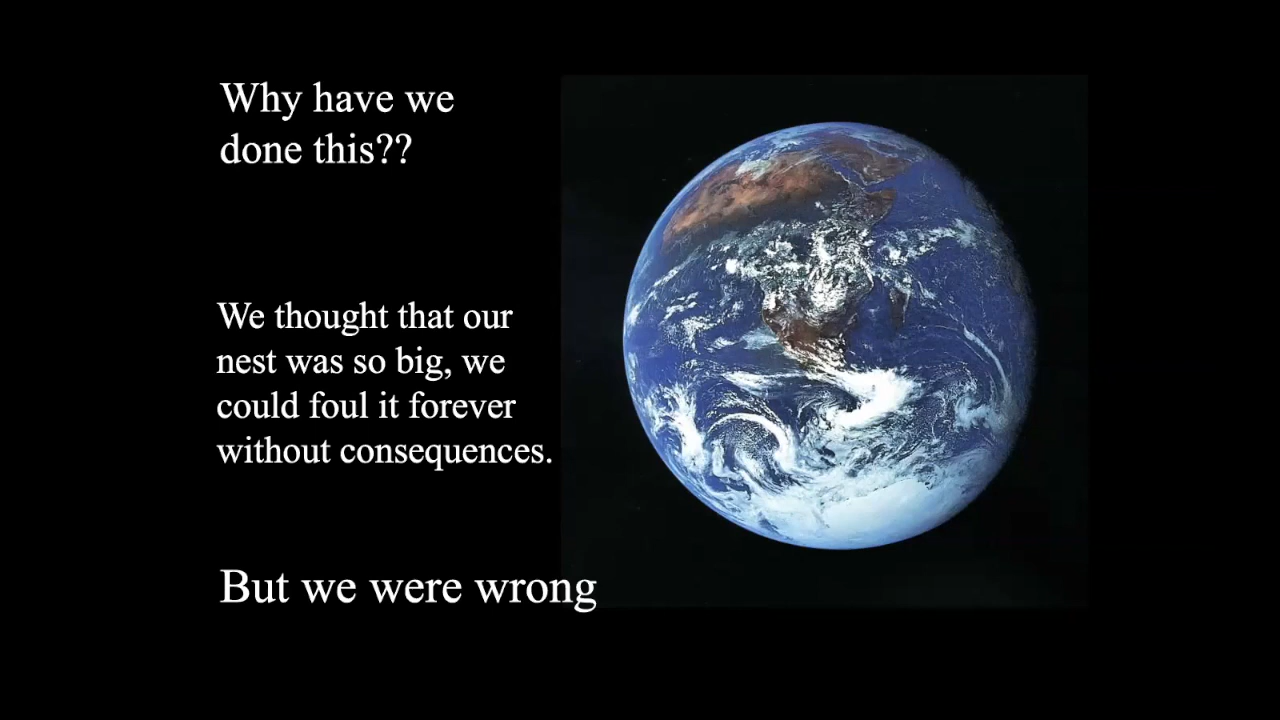 Why have we
done this??
We thought that our
nest was so big, we
could foul it forever
without consequences.
But we were wrong